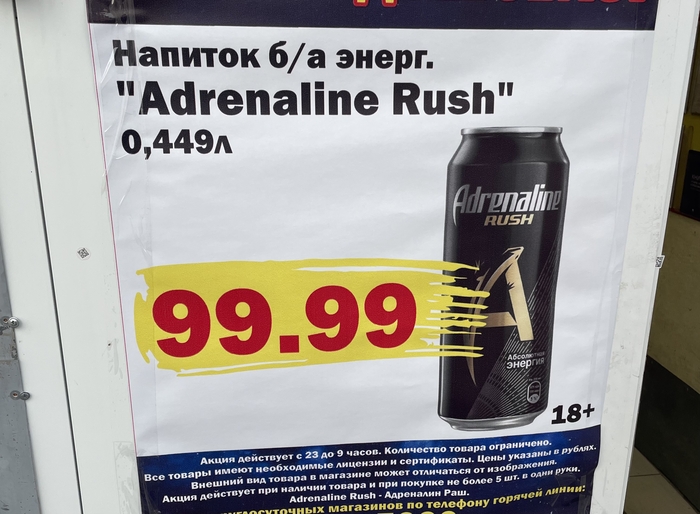 Напиток б/а энерг.
"Adrenaline Rush"
0,449л
Adrenaline
RUSH
99.99
A
Абсолютная
энергия
18+
Акция действует с 23 до 9 часов. Количество товара ограничено.
Все товары имеют необходимые лицензии и сертификаты. Цены указаны в рублях.
Внешний вид товара в магазине может отличаться от изображения.
Акция действует при наличии товара и при покупке не более 5 шт. в одни руки.
Adrenaline Rush - Адреналин Раш.
круглосуточных магазинов по телефону горячей линии: